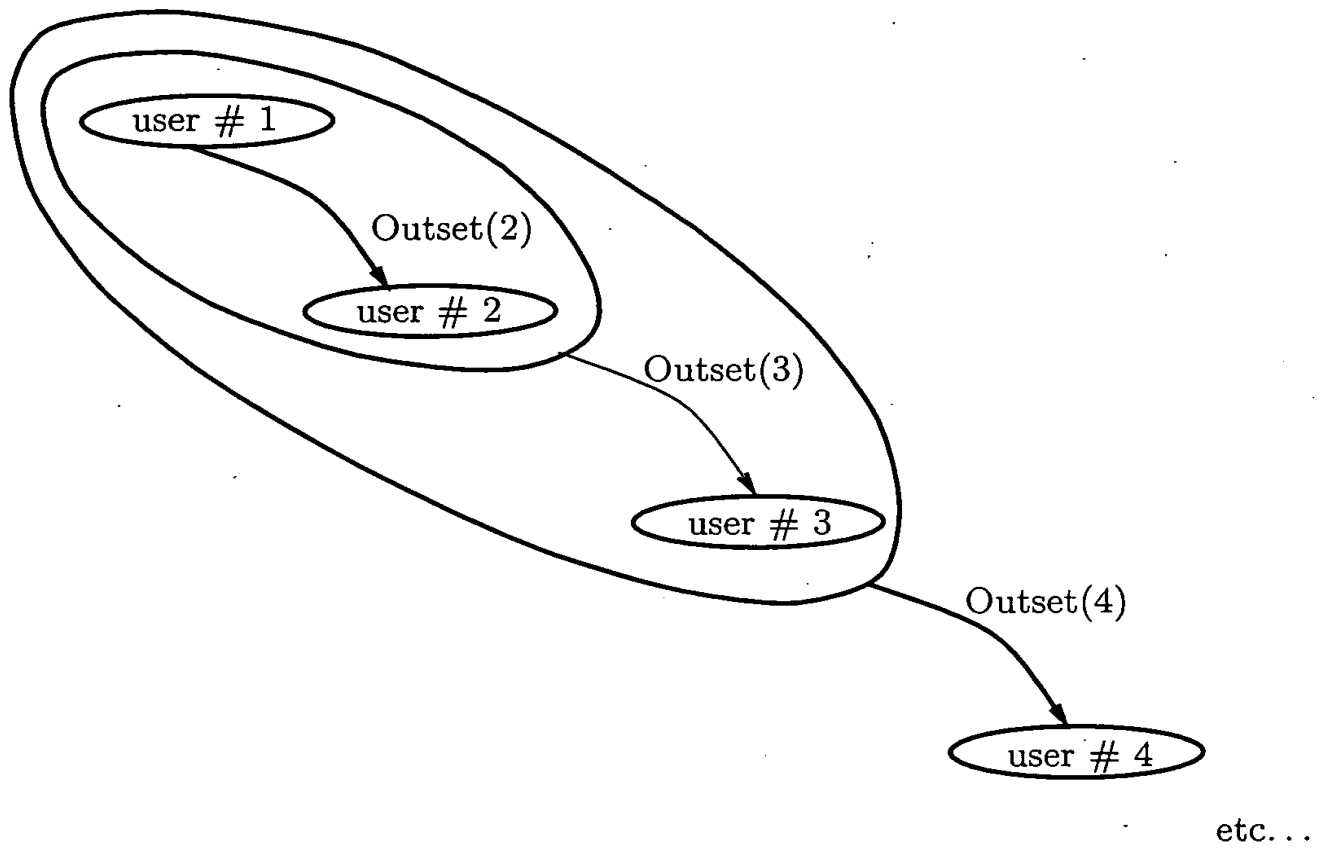 user # 1
Outset(2)
user # 2
Outset(3)
user # 3
Outset(4)
user # 4
etc...